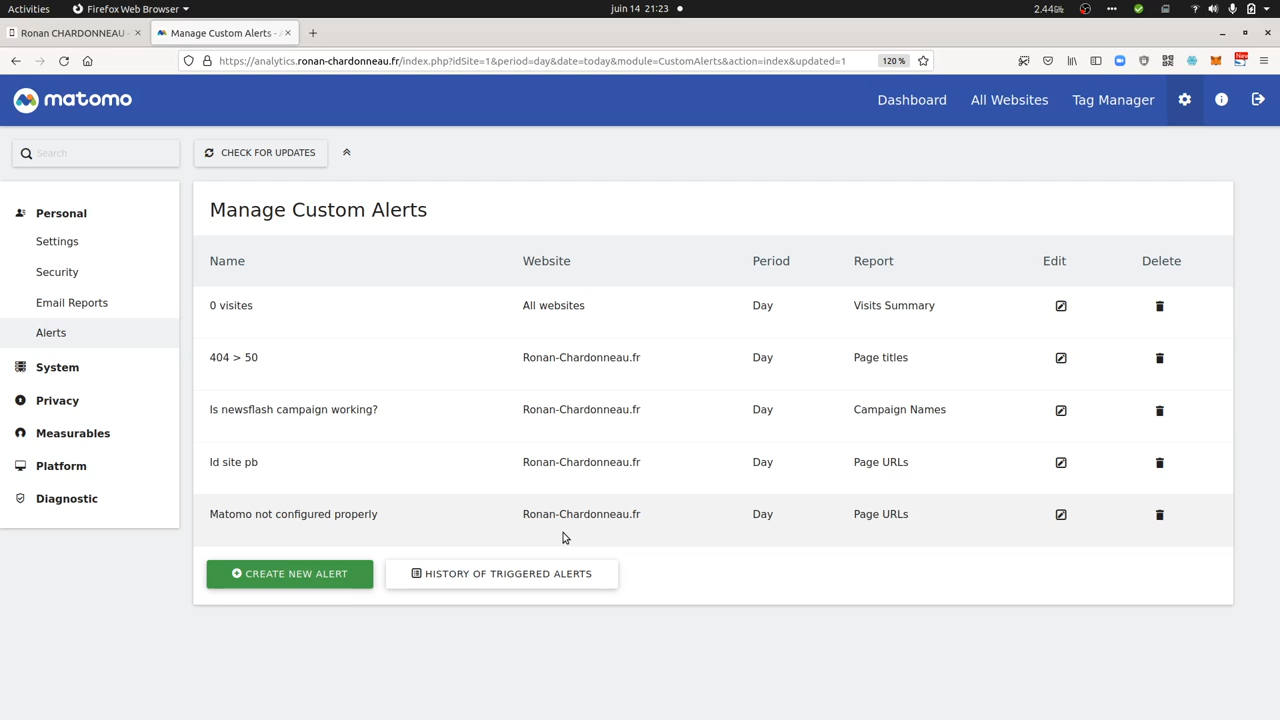 Activities
Firefox Web Browser
juin 14 21:23
2.44GHz
Ronan CHARDONNEAU -
Manage Custom Alerts -
https://analytics.ronan-chardonneau.fr/index.php?idSite=1&period=day&date=today&module=CustomAlerts&action=index&updated=1
120 %
New
matomo
Dashboard
All Websites
Tag Manager
Search
CHECK FOR UPDATES
Personal
Settings
Security
Email Reports
Alerts
System
Privacy
Measurables
Platform
Diagnostic
Manage Custom Alerts
Name Website Period Report Edit Delete
0 visites All websites Day Visits Summary
404 > 50 Ronan-Chardonneau.fr Day Page titles
Is newsflash campaign working? Ronan-Chardonneau.fr Day Campaign Names
Id site pb Ronan-Chardonneau.fr Day Page URLs
Matomo not configured properly Ronan-Chardonneau.fr Day Page URLs
CREATE NEW ALERT
HISTORY OF TRIGGERED ALERTS